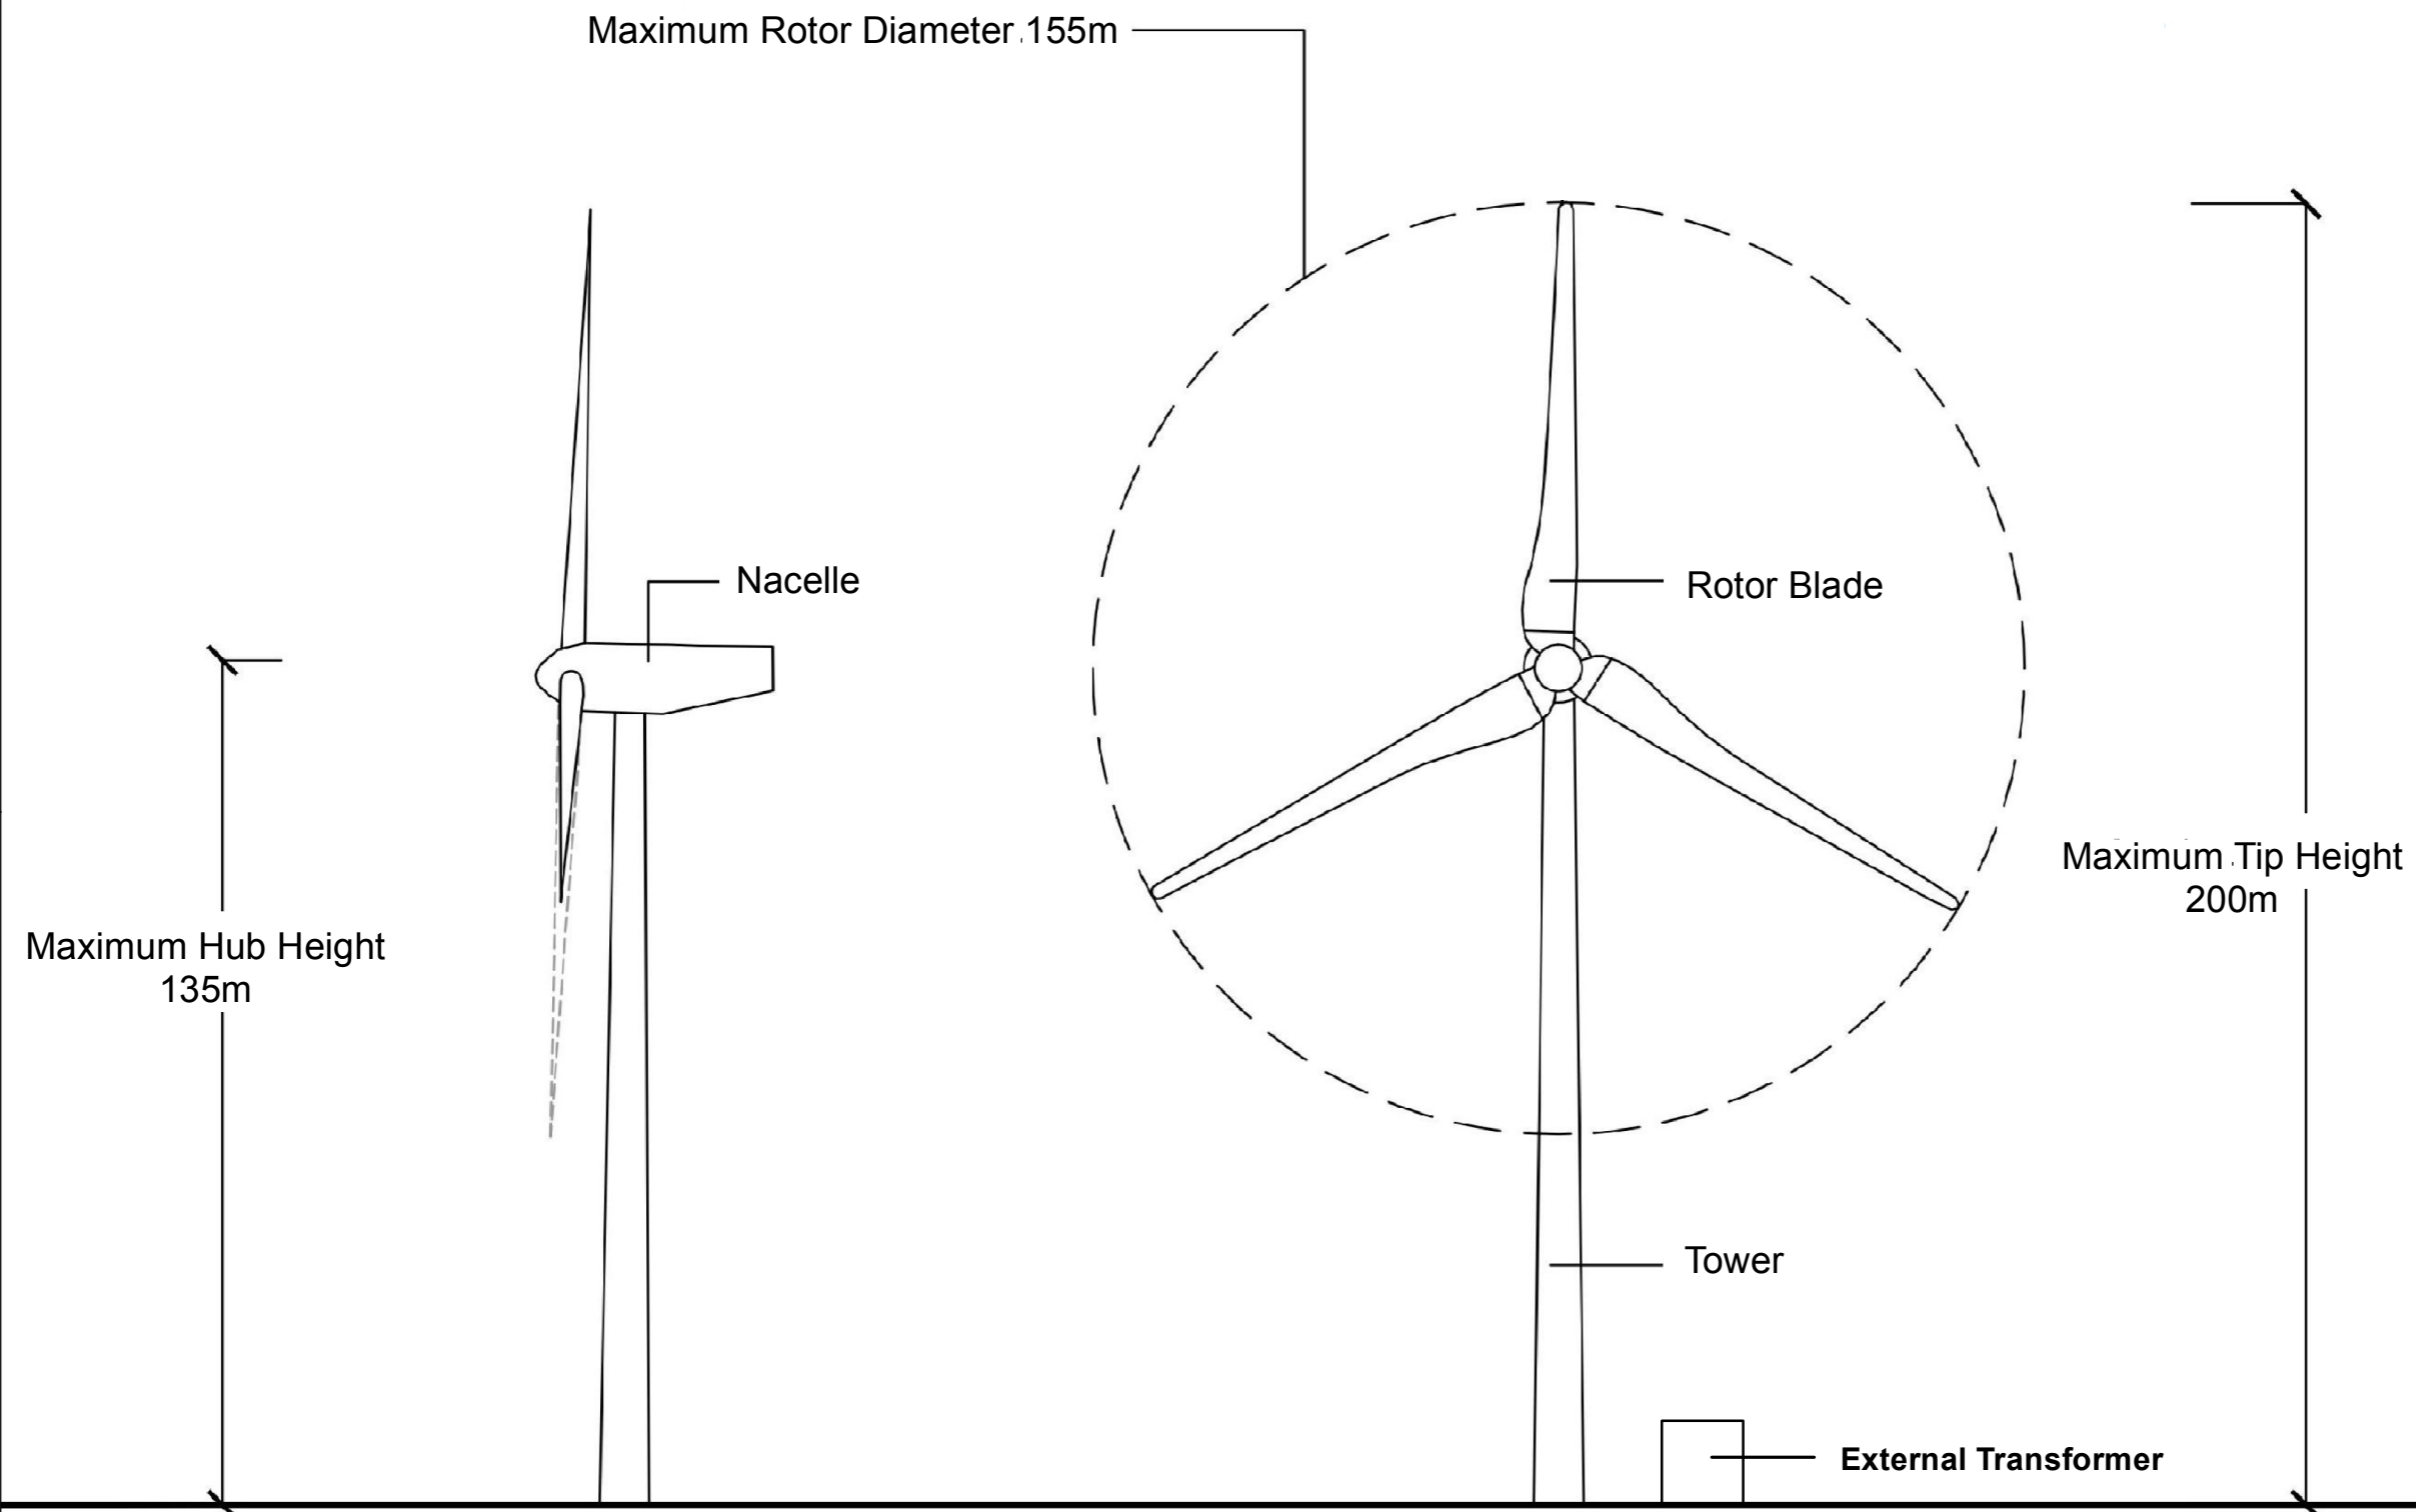 Maximum Rotor Diameter 155m
Nacelle
Rotor Blade
Maximum Tip Height
200m
Maximum Hub Height
135m
Tower
External Transformer